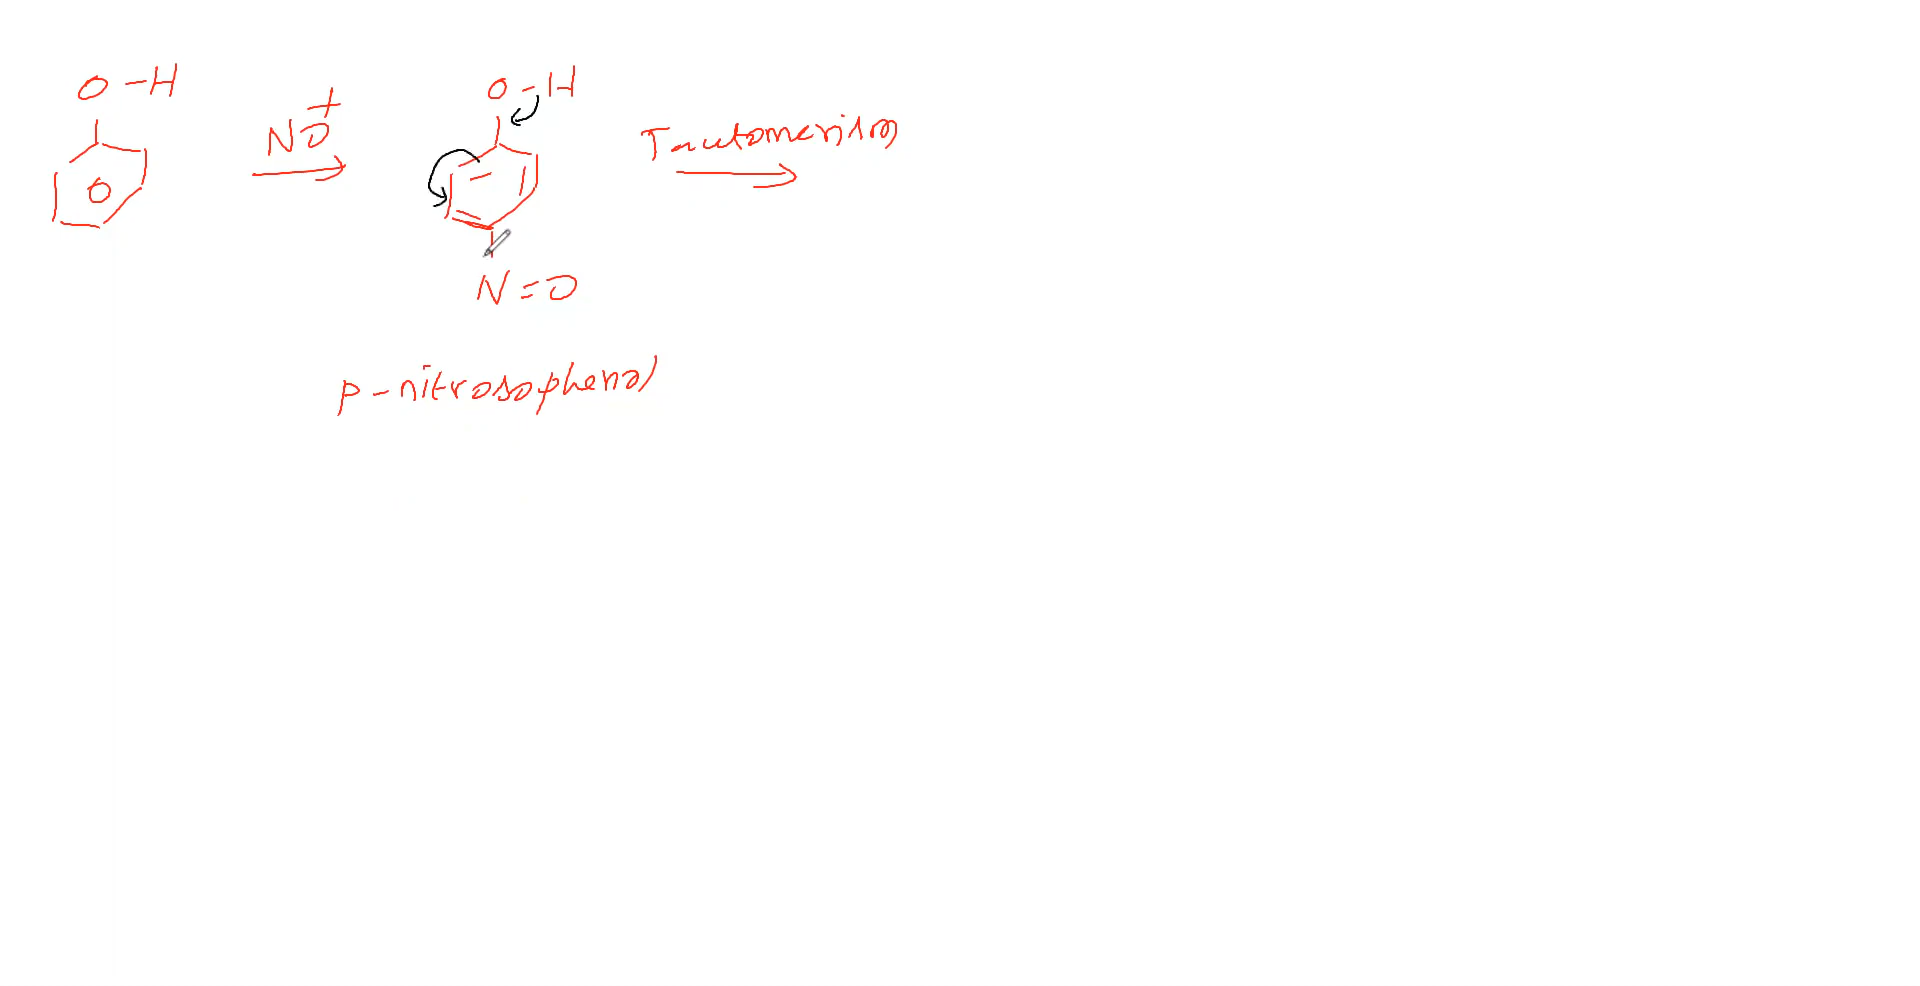 O-H
NO+
O-H
Tautomerism
N=O
p-nitrosophenol